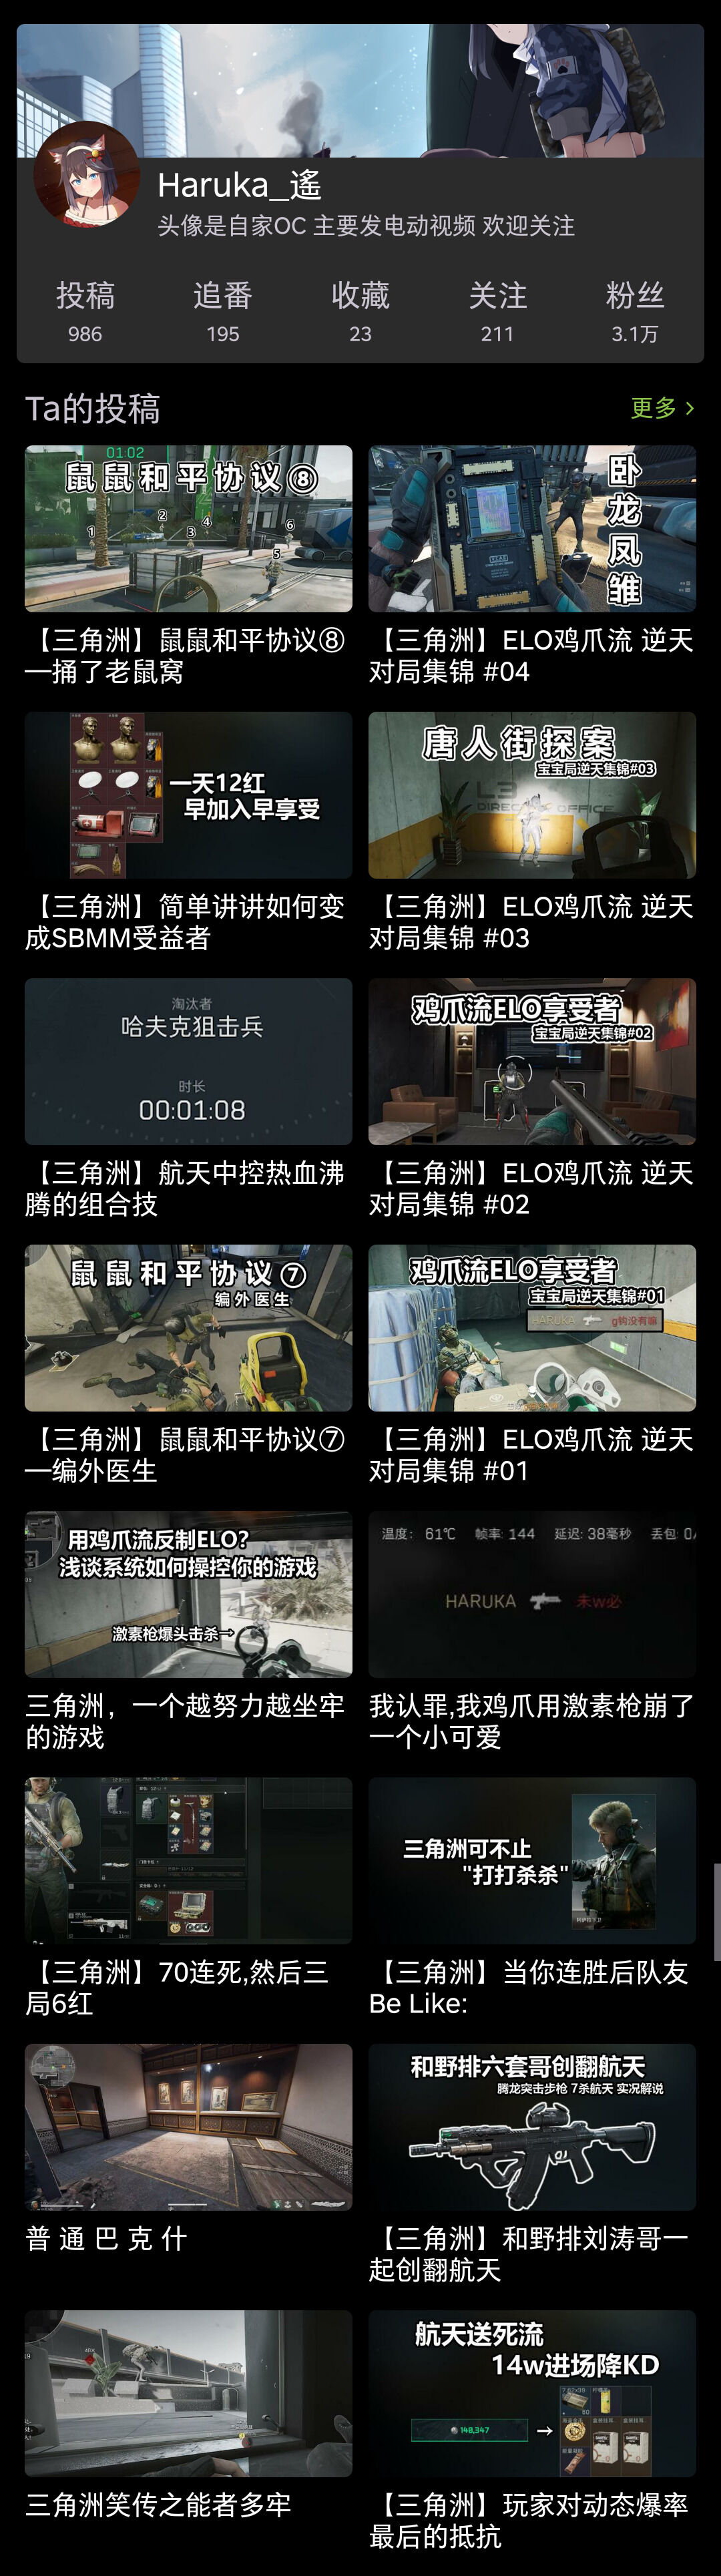 Haruka_遙
头像是自家OC 主要发电动视频 欢迎关注
投稿 追番 收藏 关注 粉丝
986 195 23 211 3.1万
Ta的投稿 更多
01:02
鼠鼠和平协议⑧
1 2 3 4 5 6
【三角洲】鼠鼠和平协议⑧
一捅了老鼠窝
卧龙凤雏
【三角洲】ELO鸡爪流 逆天
对局集锦 #04
一天12红
早加入早享受
【三角洲】简单讲讲如何变
成SBMM受益者
唐人街探案
宝宝局逆天集锦#03
L3
DIRECTOR OFFICE
【三角洲】ELO鸡爪流 逆天
对局集锦 #03
淘汰者
哈夫克狙击兵
时长
00:01:08
【三角洲】航天中控热血沸
腾的组合技
鸡爪流ELO享受者
宝宝局逆天集锦#02
【三角洲】ELO鸡爪流 逆天
对局集锦 #02
鼠鼠和平协议⑦
编外医生
【三角洲】鼠鼠和平协议⑦
一编外医生
鸡爪流ELO享受者
宝宝局逆天集锦#01
HARUKA g钩没有嘛
【三角洲】ELO鸡爪流 逆天
对局集锦 #01
用鸡爪流反制ELO?
浅谈系统如何操控你的游戏
激素枪爆头击杀→
三角洲，一个越努力越坐牢
的游戏
温度: 61℃ 帧率: 144 延迟: 38毫秒 丢包: 0/
HARUKA 未w必
我认罪,我鸡爪用激素枪崩了
一个小可爱
【三角洲】70连死,然后三
局6红
三角洲可不止
"打打杀杀"
【三角洲】当你连胜后队友
Be Like:
普 通 巴 克 什
和野排六套哥创翻航天
腾龙突击步枪 7杀航天 实况解说
【三角洲】和野排刘涛哥一
起创翻航天
三角洲笑传之能者多牢
航天送死流
14w进场降KD
148,347 →
【三角洲】玩家对动态爆率
最后的抵抗